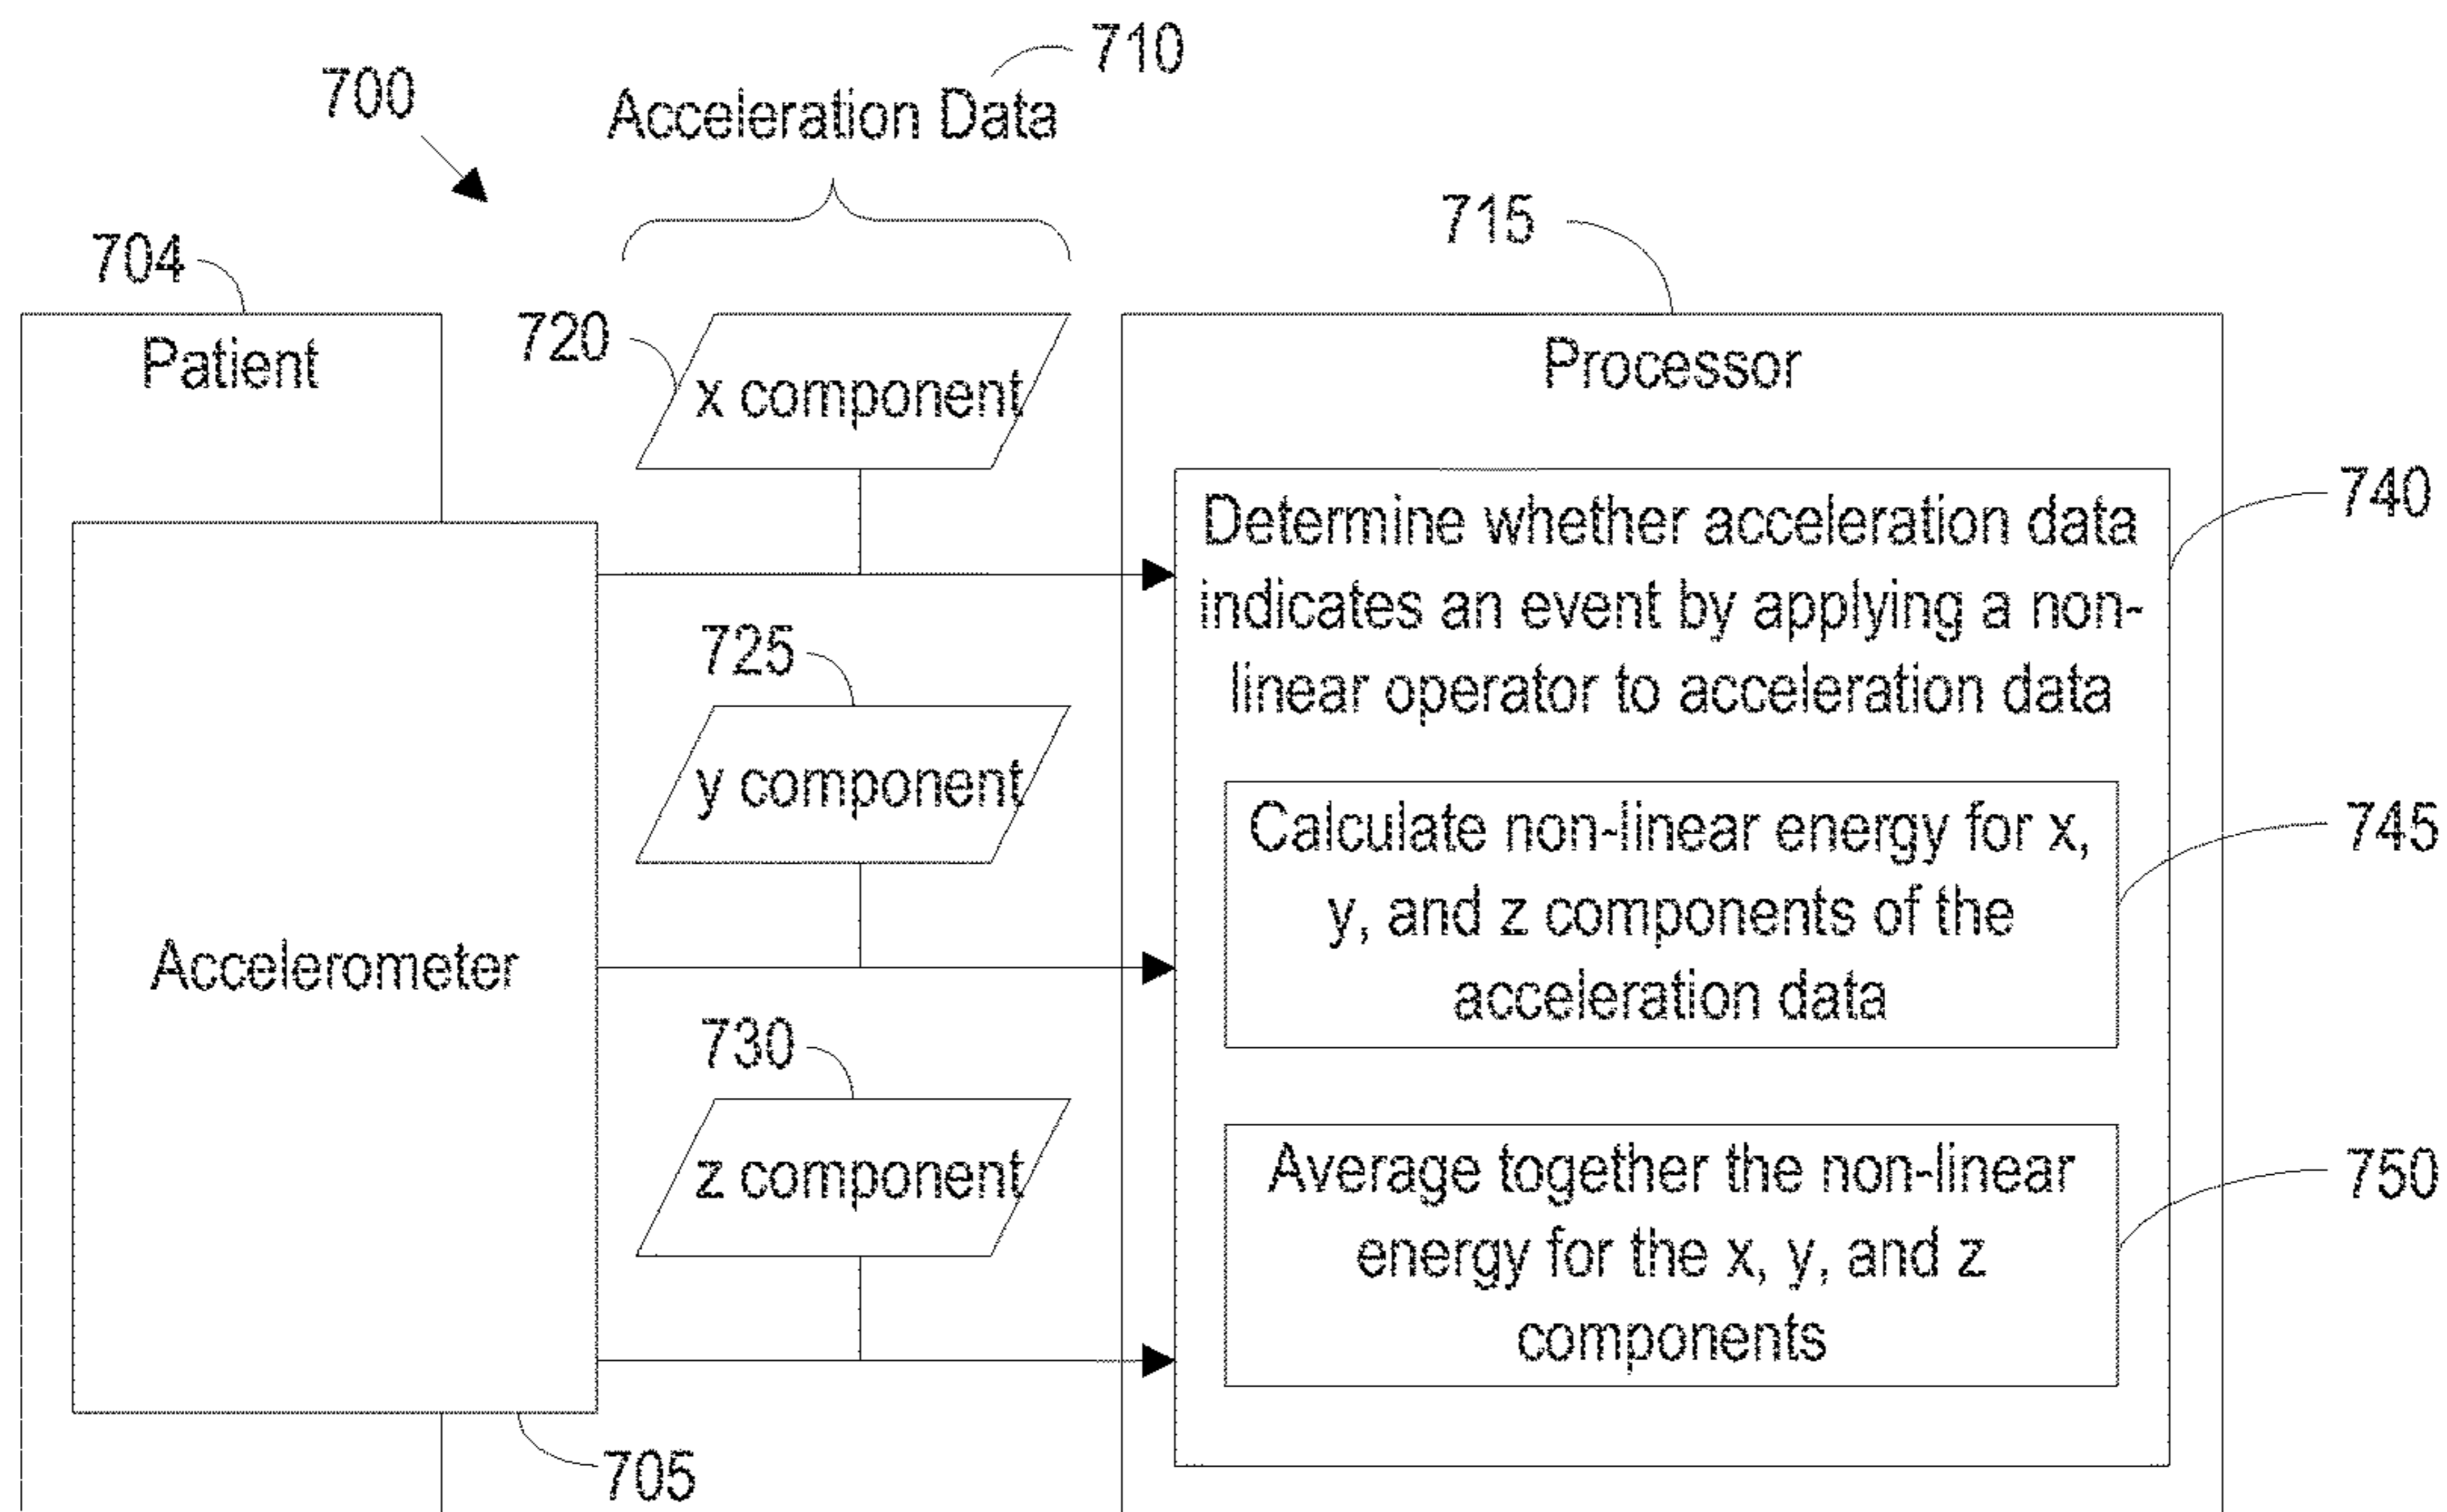 710
700
Acceleration Data
715
704
Patient
720
x component
Processor
740
Determine whether acceleration data
indicates an event by applying a non-
linear operator to acceleration data
725
y component
745
Calculate non-linear energy for x,
y, and z components of the
acceleration data
Accelerometer
730
z component
750
Average together the non-linear
energy for the x, y, and z
components
705